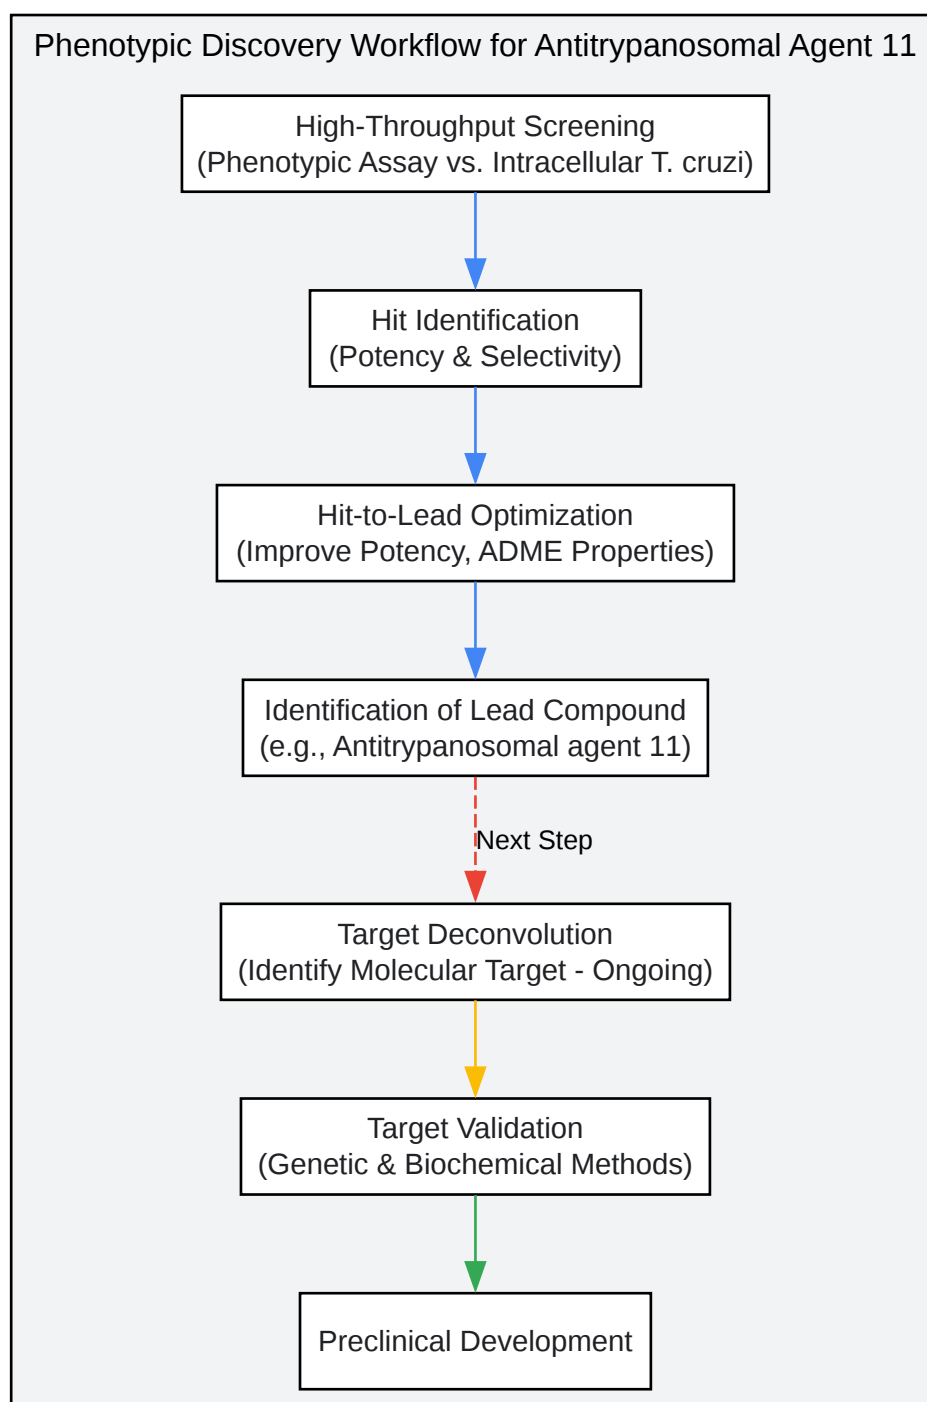 Phenotypic Discovery Workflow for Antitrypanosomal Agent 11
High-Throughput Screening
(Phenotypic Assay vs. Intracellular T. cruzi)
Hit Identification
(Potency & Selectivity)
Hit-to-Lead Optimization
(Improve Potency, ADME Properties)
Identification of Lead Compound
(e.g., Antitrypanosomal agent 11)
Next Step
Target Deconvolution
(Identify Molecular Target - Ongoing)
Target Validation
(Genetic & Biochemical Methods)
Preclinical Development